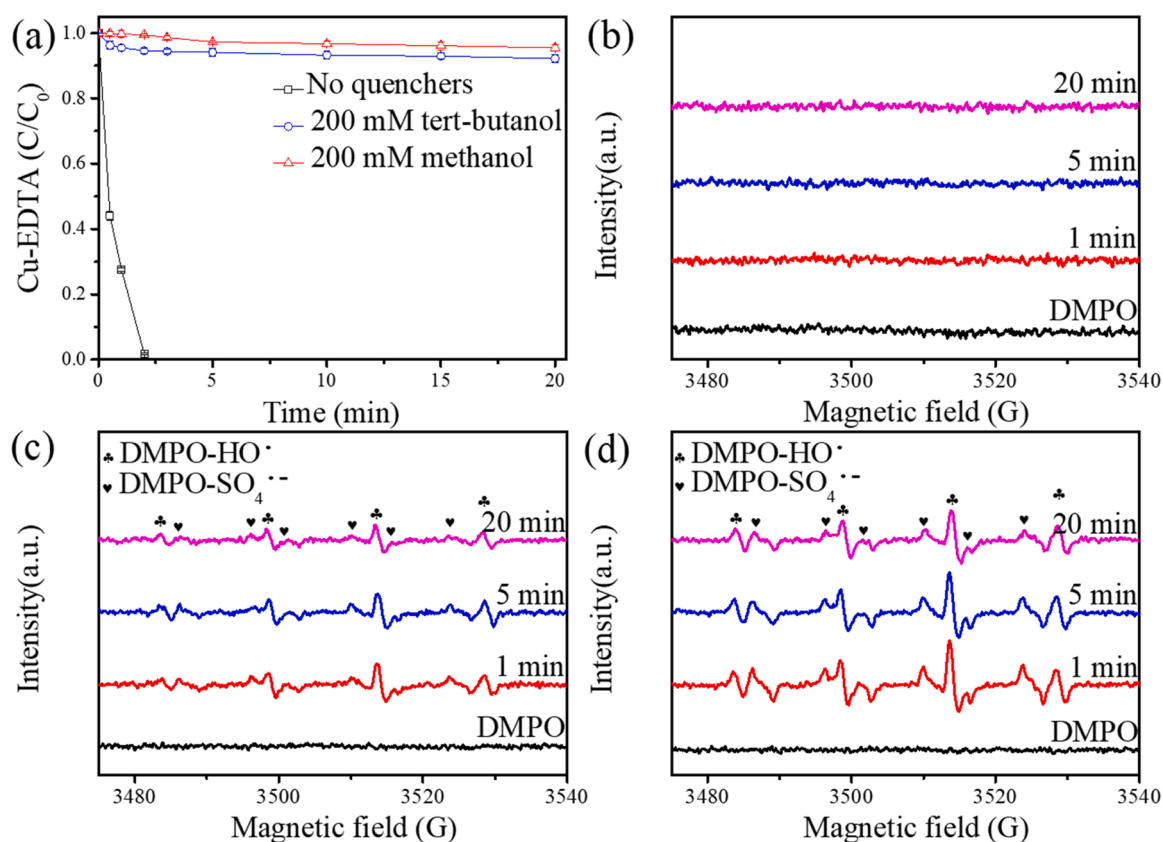 (a)
1.0
0.8
0.6
0.4
0.2
0.0
Cu-EDTA (C/C₀)
No quenchers
200 mM tert-butanol
200 mM methanol
0 5 10 15 20
Time (min)
(b)
Intensity(a.u.)
20 min
5 min
1 min
DMPO
3480 3500 3520 3540
Magnetic field (G)
(c)
♣ DMPO-HO•
♥ DMPO-SO₄•-
Intensity(a.u.)
20 min
5 min
1 min
DMPO
3480 3500 3520 3540
Magnetic field (G)
(d)
♣ DMPO-HO•
♥ DMPO-SO₄•-
Intensity(a.u.)
20 min
5 min
1 min
DMPO
3480 3500 3520 3540
Magnetic field (G)